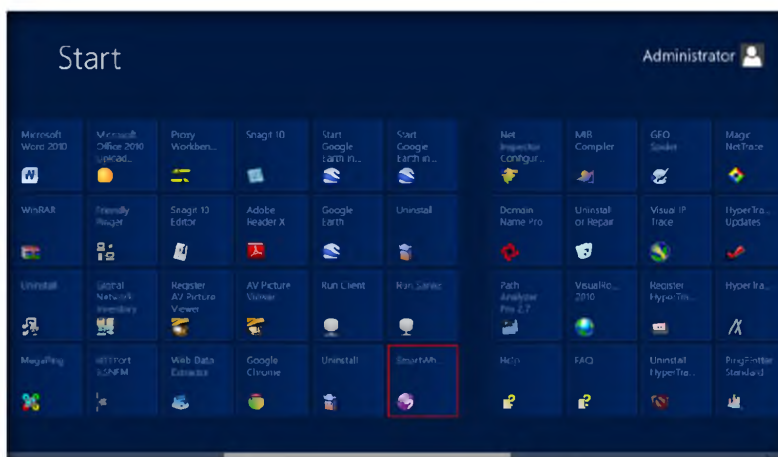 Start
Administrator
Microsoft
Word 2010
Microsoft
Office 2010
Upload...
Proxy
Workben...
Snagit 10
Start
Google
Earth in...
Start
Google
Earth in...
Net
Inspector
Configur...
MIB
Compiler
GEO
Spider
Magic
NetTrace
WinRAR
Friendly
Pinger
Snagit 10
Editor
Adobe
Reader X
Google
Earth
Uninstall
Domain
Name Pro
Uninstall
or Repair
Visual IP
Trace
HyperTra...
Updates
Uninstall
Global
Network
Inventory
Register
AV Picture
Viewer
AV Picture
Viewer
Run Client
Run Server
Path
Analyzer
Pro 2.7
VisualRo...
2010
Register
HyperTra...
HyperTra...
MegaPing
HTTPort
3.SNFM
Web Data
Extractor
Google
Chrome
Uninstall
SmartWh...
Help
FAQ
Uninstall
HyperTra...
PingPlotter
Standard